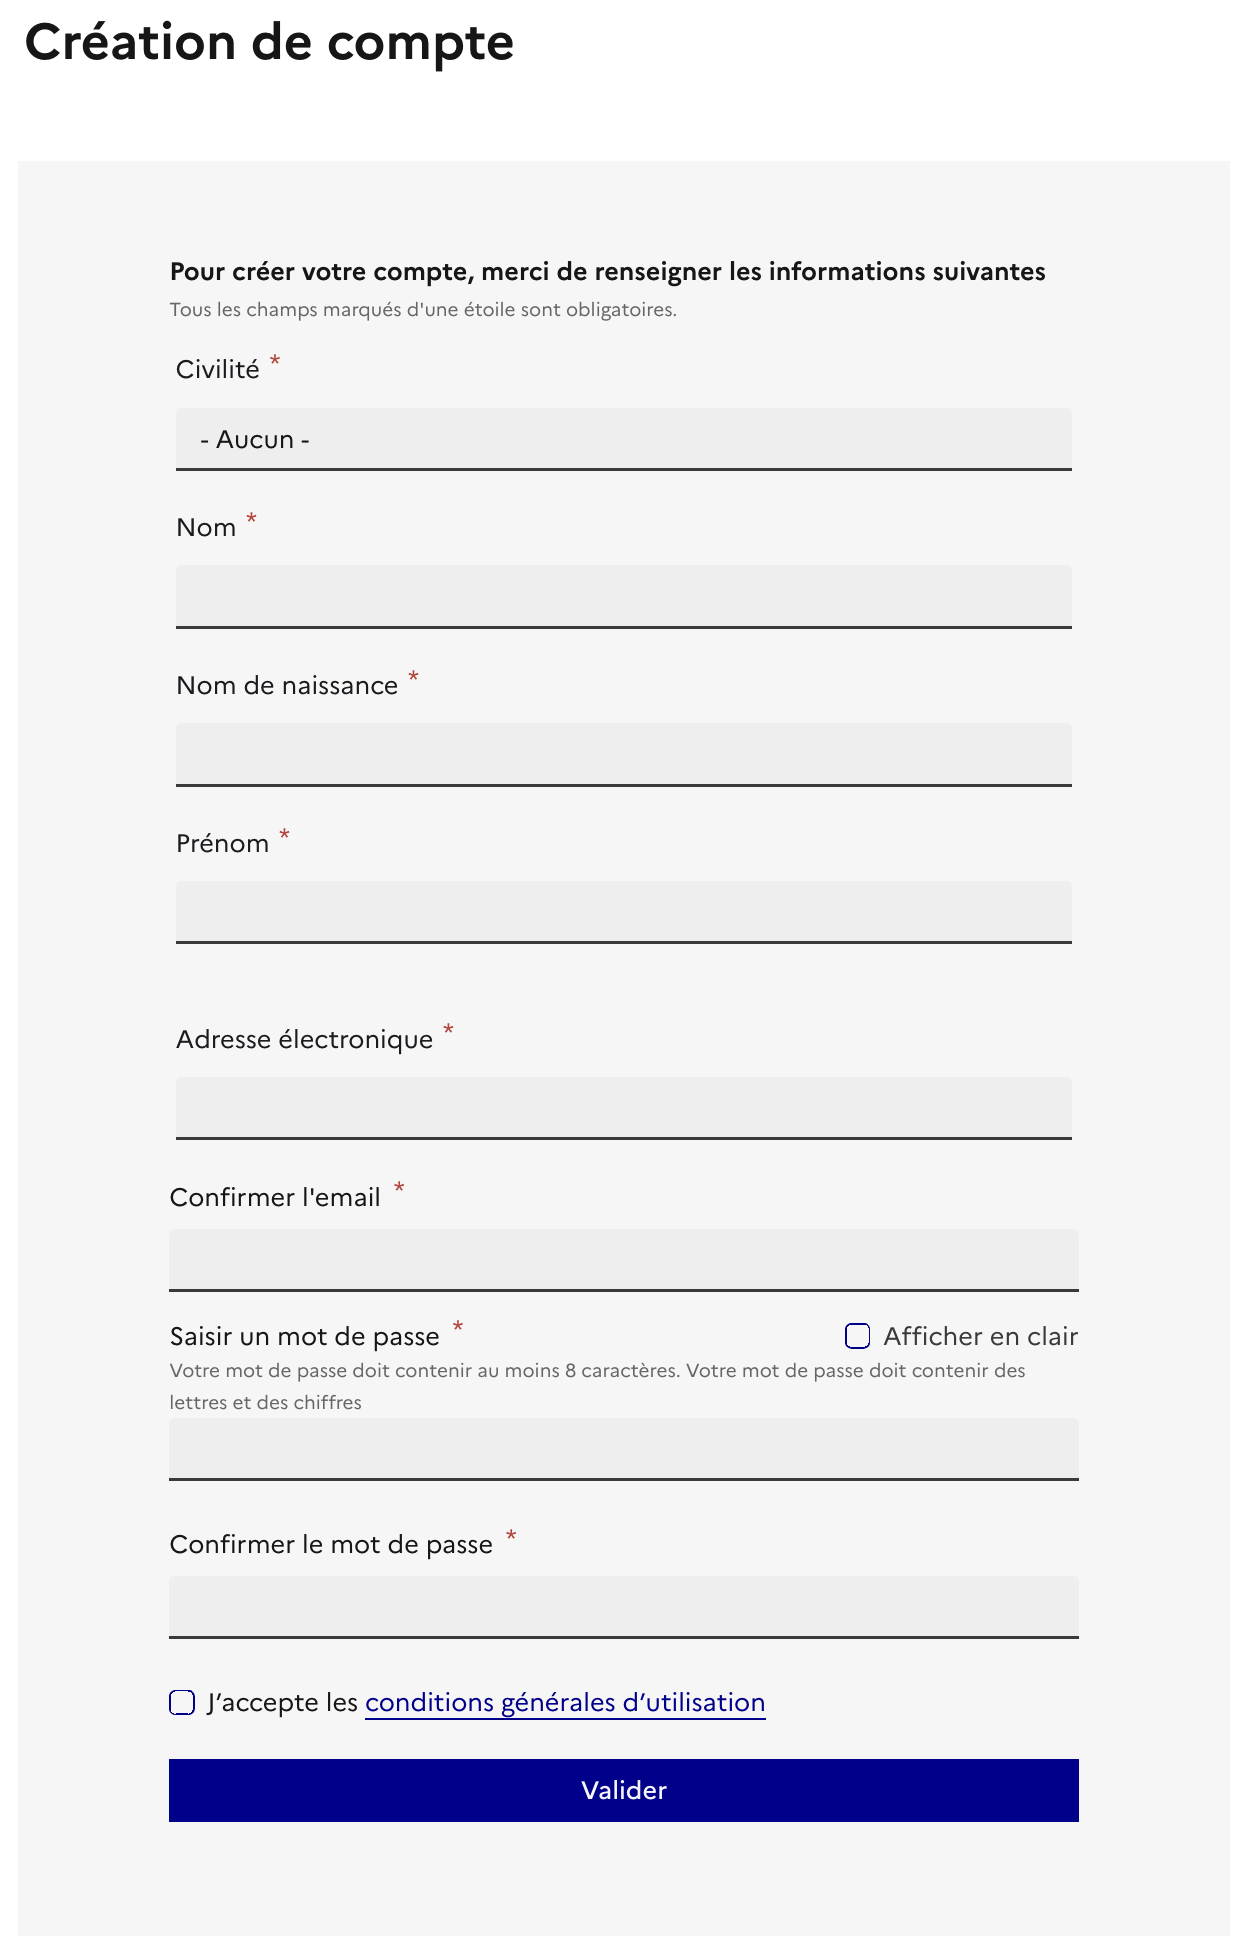 Création de compte
Pour créer votre compte, merci de renseigner les informations suivantes
Tous les champs marqués d'une étoile sont obligatoires.
Civilité *
- Aucun -
Nom *
Nom de naissance *
Prénom *
Adresse électronique *
Confirmer l'email *
Saisir un mot de passe * Afficher en clair
Votre mot de passe doit contenir au moins 8 caractères. Votre mot de passe doit contenir des
lettres et des chiffres
Confirmer le mot de passe *
J’accepte les conditions générales d’utilisation
Valider